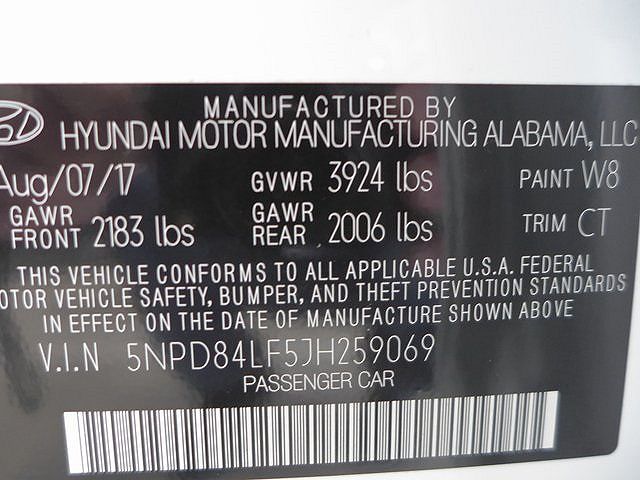 MANUFACTURED BY
HYUNDAI MOTOR MANUFACTURING ALABAMA, LLC
Aug/07/17 GVWR 3924 lbs PAINT W8
GAWR FRONT 2183 lbs GAWR REAR 2006 lbs TRIM CT
THIS VEHICLE CONFORMS TO ALL APPLICABLE U.S.A. FEDERAL
MOTOR VEHICLE SAFETY, BUMPER, AND THEFT PREVENTION STANDARDS
IN EFFECT ON THE DATE OF MANUFACTURE SHOWN ABOVE
V.I.N 5NPD84LF5JH259069
PASSENGER CAR